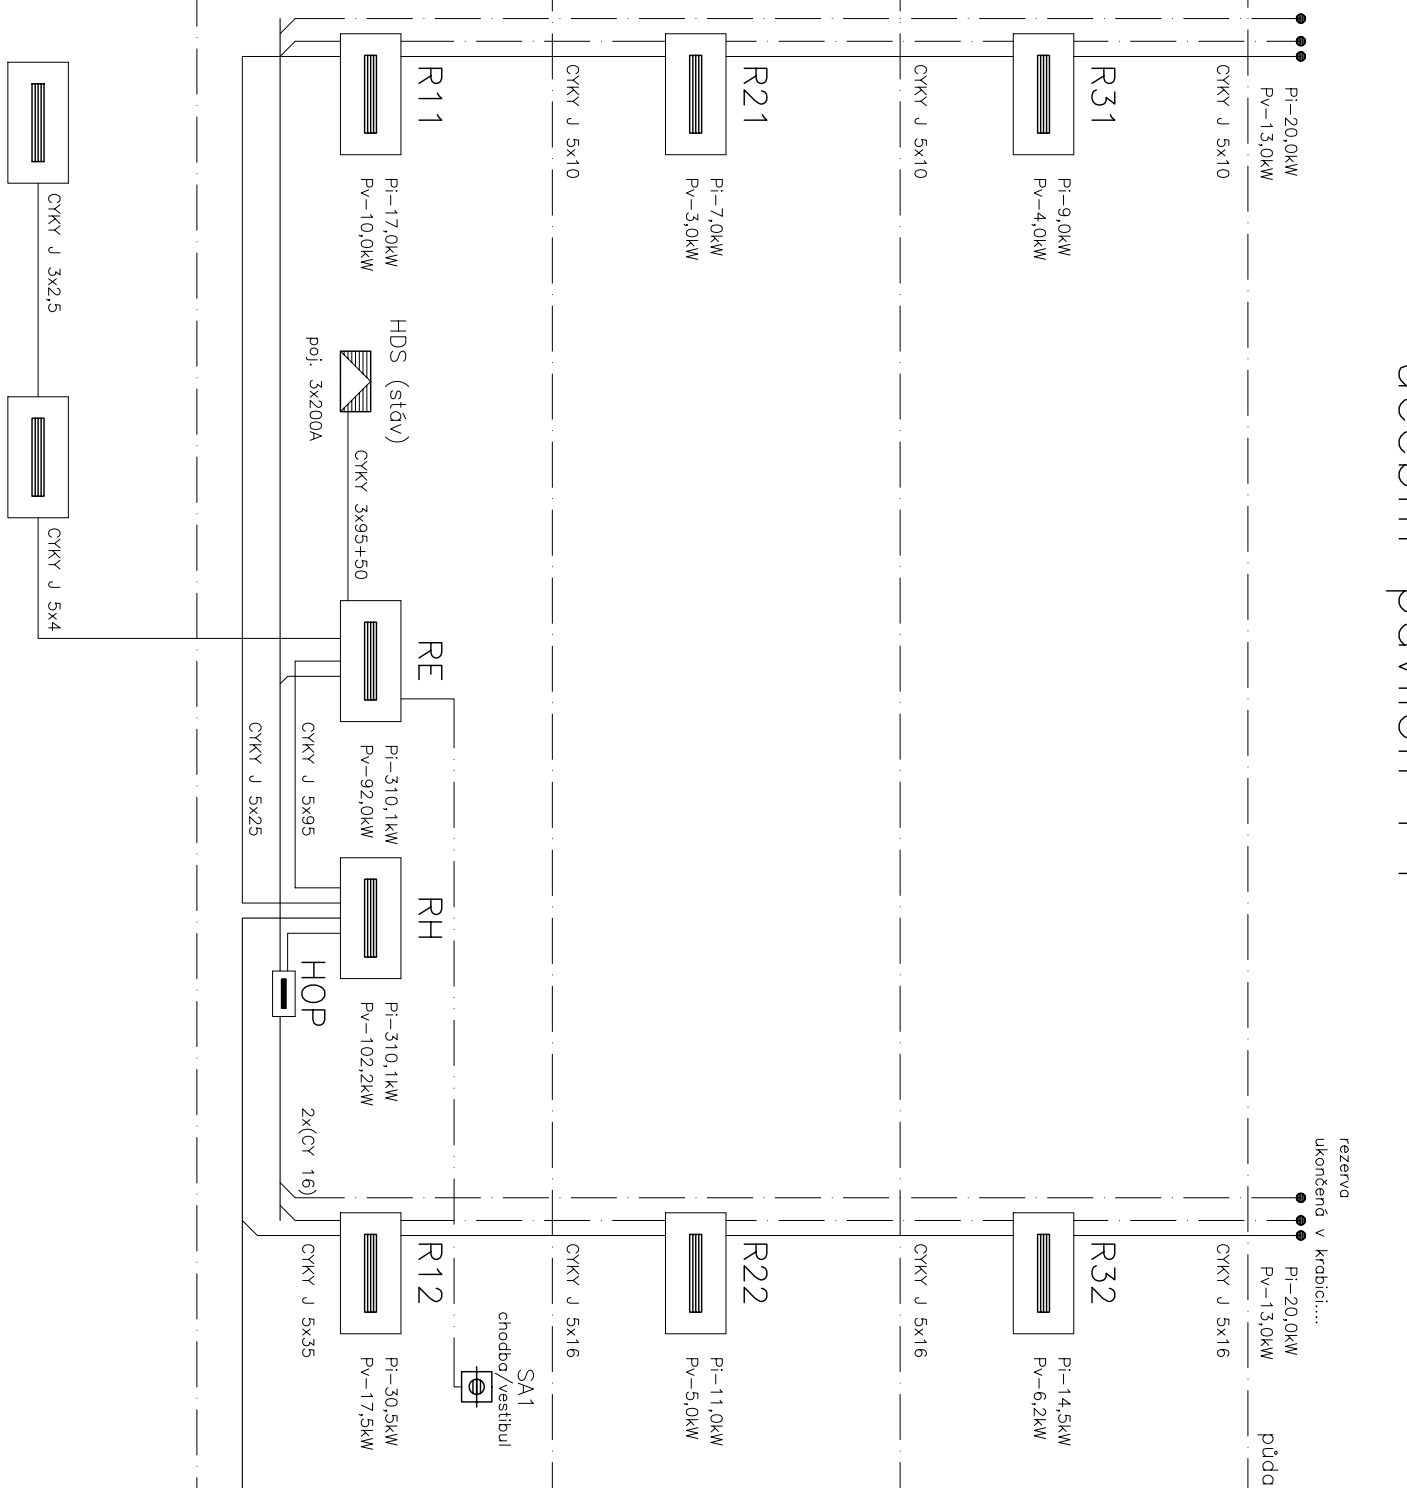 rezerva
ukončená v krabici....
Pi-20,0kW
Pv-13,0kW
Pi-20,0kW
Pv-13,0kW
půda
CYKY J 5x10
CYKY J 5x16
R31
Pi-9,0kW
Pv-4,0kW
R32
Pi-14,5kW
Pv-6,2kW
CYKY J 5x10
CYKY J 5x16
R21
Pi-7,0kW
Pv-3,0kW
R22
Pi-11,0kW
Pv-5,0kW
CYKY J 5x10
CYKY J 5x16
SA1
chodba/vestibul
R11
Pi-17,0kW
Pv-10,0kW
HDS (stáv)
poj. 3x200A
CYKY 3x95+50
RE
Pi-310,1kW
Pv-92,0kW
RH
Pi-310,1kW
Pv-102,2kW
R12
Pi-30,5kW
Pv-17,5kW
CYKY J 5x95
HOP
2x(CY 16)
CYKY J 5x35
CYKY J 5x25
CYKY J 3x2,5
CYKY J 5x4